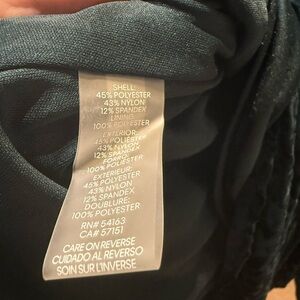 SHELL:
45% POLYESTER
43% NYLON
12% SPANDEX
LINING:
100% POLYESTER
EXTERIOR:
45% POLYESTER
43% NYLON
12% SPANDEX
FORRO:
100% POLYESTER
EXTERIEUR:
45% POLYESTER
43% NYLON
12% SPANDEX
DOUBLURE:
100% POLYESTER
RN# 54163
CA# 57151
CARE ON REVERSE
CUIDADO AL REVERSO
SOIN SUR L'INVERSE